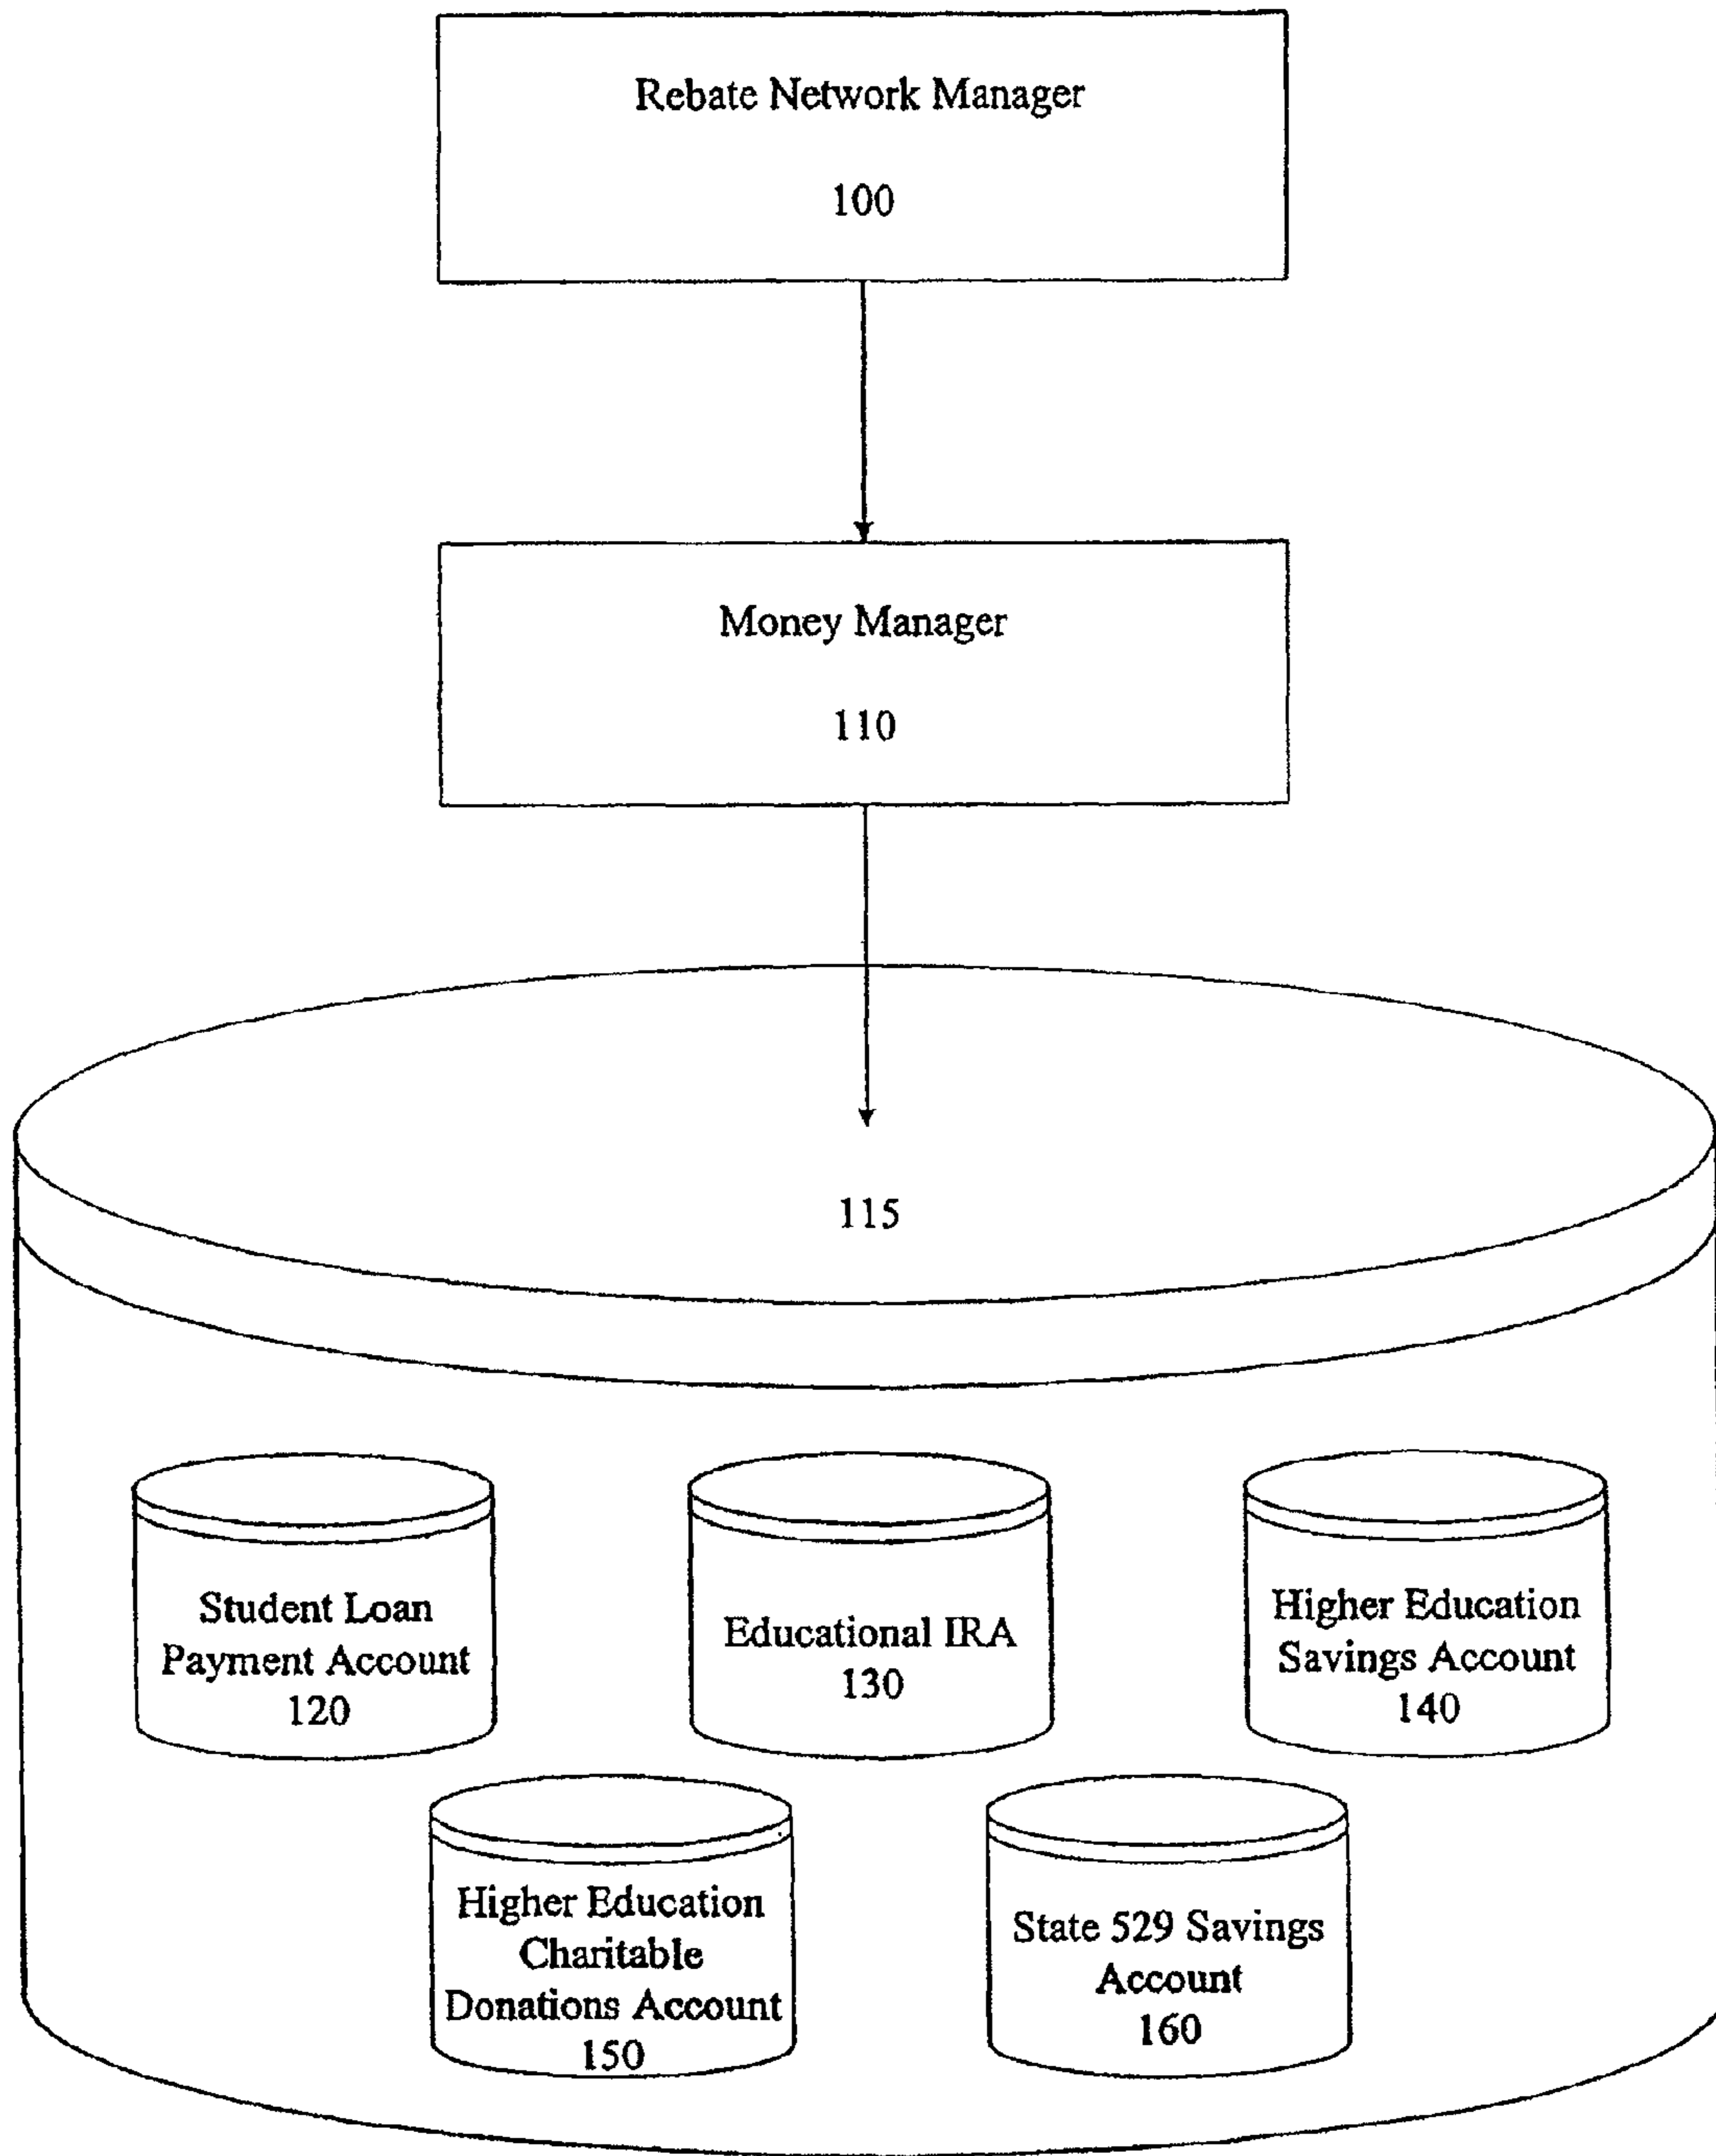 Rebate Network Manager
100
Money Manager
110
115
Student Loan
Payment Account
120
Educational IRA
130
Higher Education
Savings Account
140
Higher Education
Charitable
Donations Account
150
State 529 Savings
Account
160